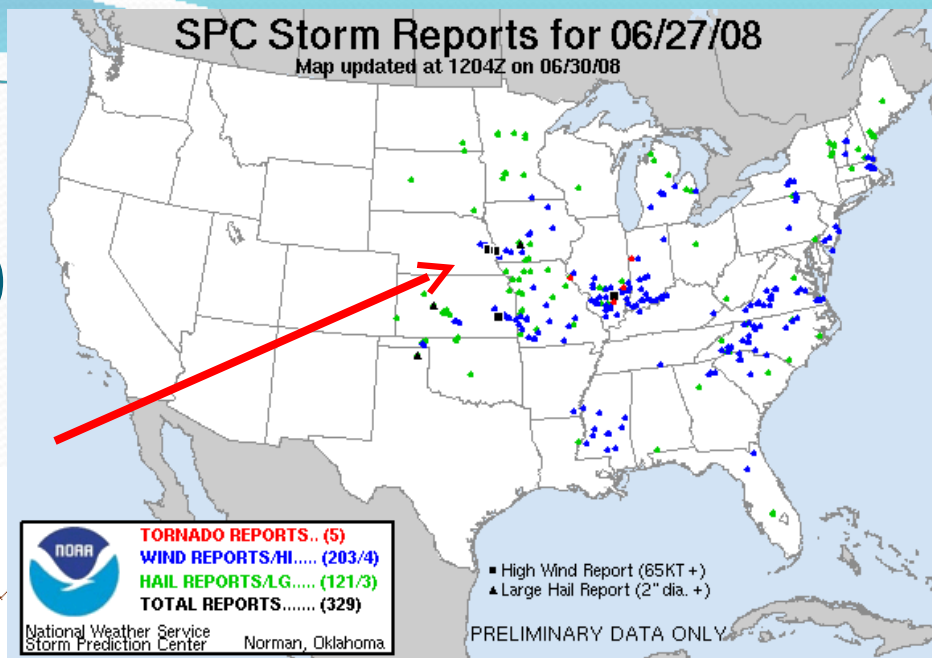 SPC Storm Reports for 06/27/08
Map updated at 1204Z on 06/30/08
NOAA
TORNADO REPORTS.. (5)
WIND REPORTS/HI..... (203/4)
HAIL REPORTS/LG..... (121/3)
TOTAL REPORTS....... (329)
National Weather Service
Storm Prediction Center Norman, Oklahoma
High Wind Report (65KT +)
Large Hail Report (2" dia. +)
PRELIMINARY DATA ONLY